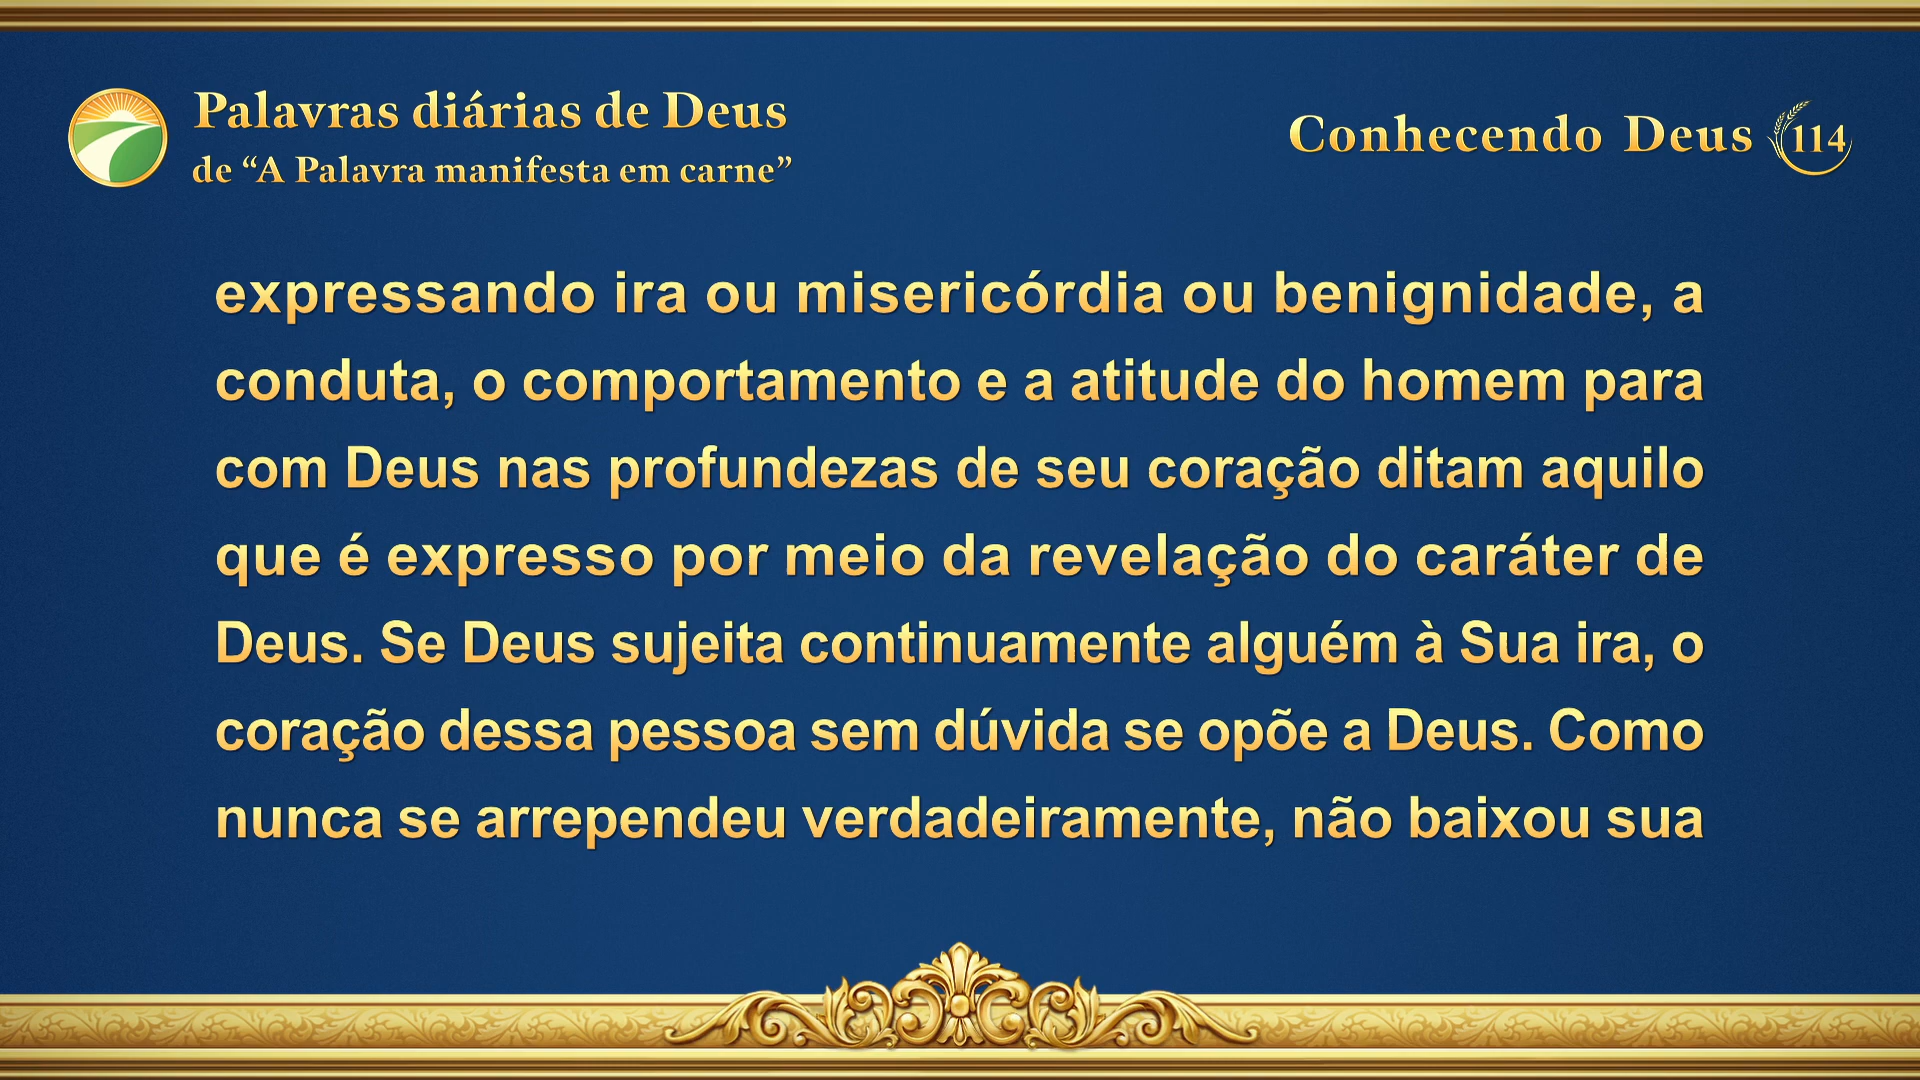 Palavras diárias de Deus
de “A Palavra manifesta em carne”
Conhecendo Deus 114
expressando ira ou misericórdia ou benignidade, a
conduta, o comportamento e a atitude do homem para
com Deus nas profundezas de seu coração ditam aquilo
que é expresso por meio da revelação do caráter de
Deus. Se Deus sujeita continuamente alguém à Sua ira, o
coração dessa pessoa sem dúvida se opõe a Deus. Como
nunca se arrependeu verdadeiramente, não baixou sua